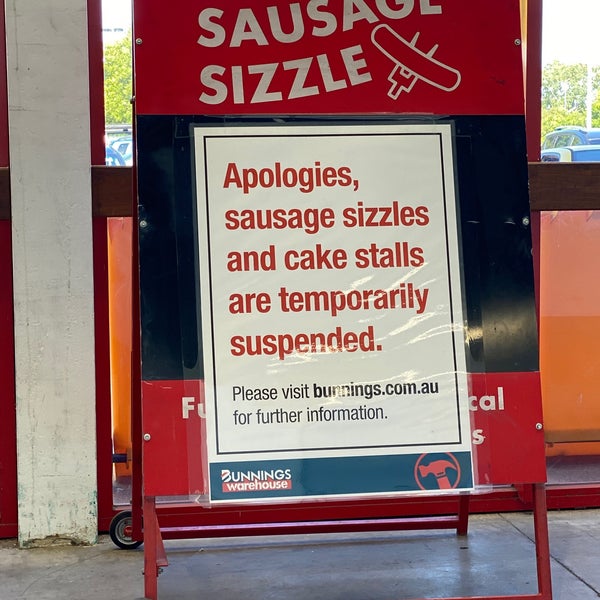 SAUSAGE
SIZZLE
Apologies,
sausage sizzles
and cake stalls
are temporarily
suspended.
Please visit bunnings.com.au
for further information.
BUNNINGS
warehouse